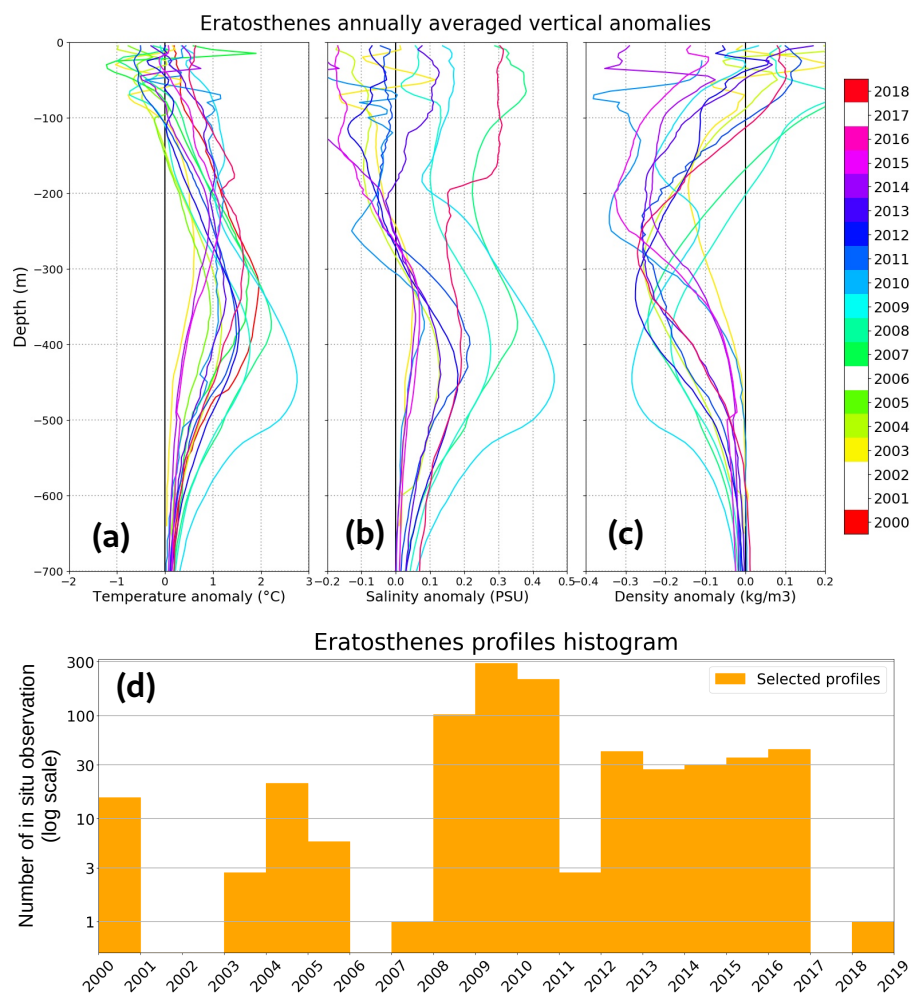 Eratosthenes annually averaged vertical anomalies
0
−100
−200
−300
−400
−500
−600
−700
Depth (m)
(a)
(b)
(c)
−2 −1 0 1 2 3
−0.2 −0.1 0.0 0.1 0.2 0.3 0.4 0.5
−0.4 −0.3 −0.2 −0.1 0.0 0.1 0.2
Temperature anomaly (°C)
Salinity anomaly (PSU)
Density anomaly (kg/m3)
2018
2017
2016
2015
2014
2013
2012
2011
2010
2009
2008
2007
2006
2005
2004
2003
2002
2001
2000
Eratosthenes profiles histogram
(d)
Selected profiles
Number of in situ observation
(log scale)
300
100
30
10
3
1
2000 2001 2002 2003 2004 2005 2006 2007 2008 2009 2010 2011 2012 2013 2014 2015 2016 2017 2018 2019